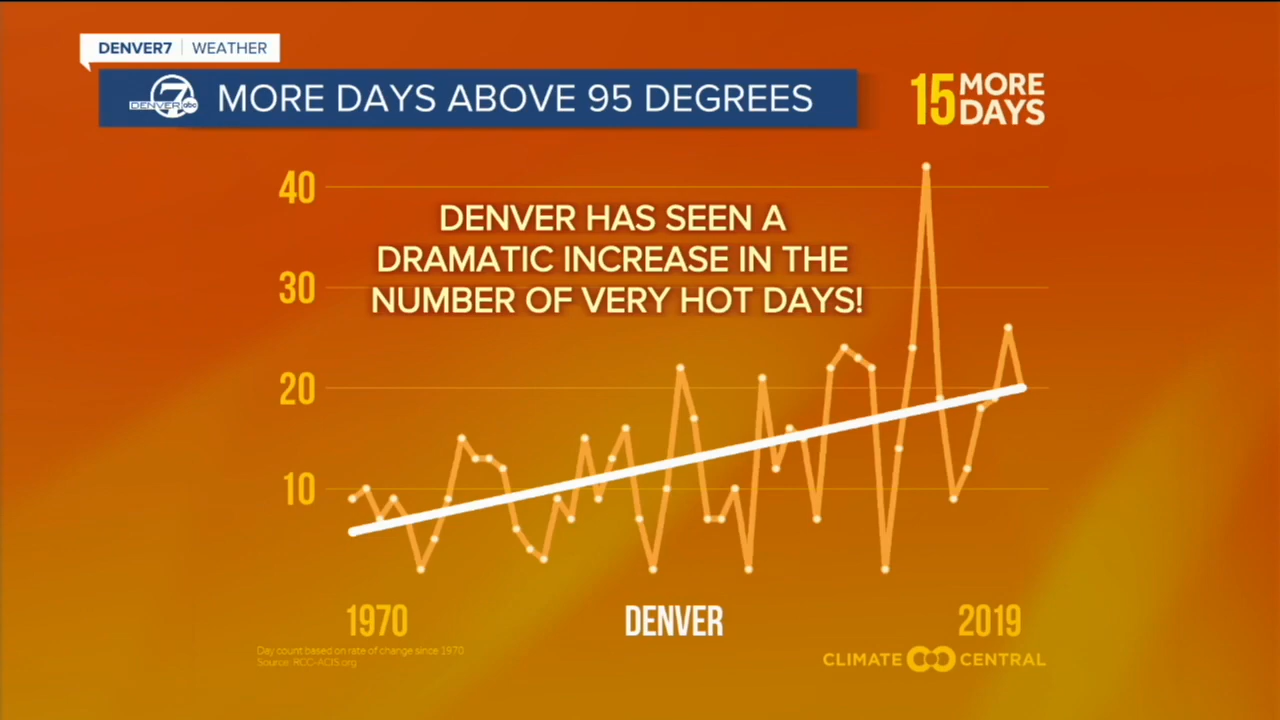 DENVER7 | WEATHER
7 DENVER abc
MORE DAYS ABOVE 95 DEGREES
15 MORE DAYS
40
DENVER HAS SEEN A
DRAMATIC INCREASE IN THE
30
NUMBER OF VERY HOT DAYS!
20
10
1970
DENVER
2019
Day count based on rate of change since 1970
Source: RCC-ACIS.org
CLIMATE CENTRAL